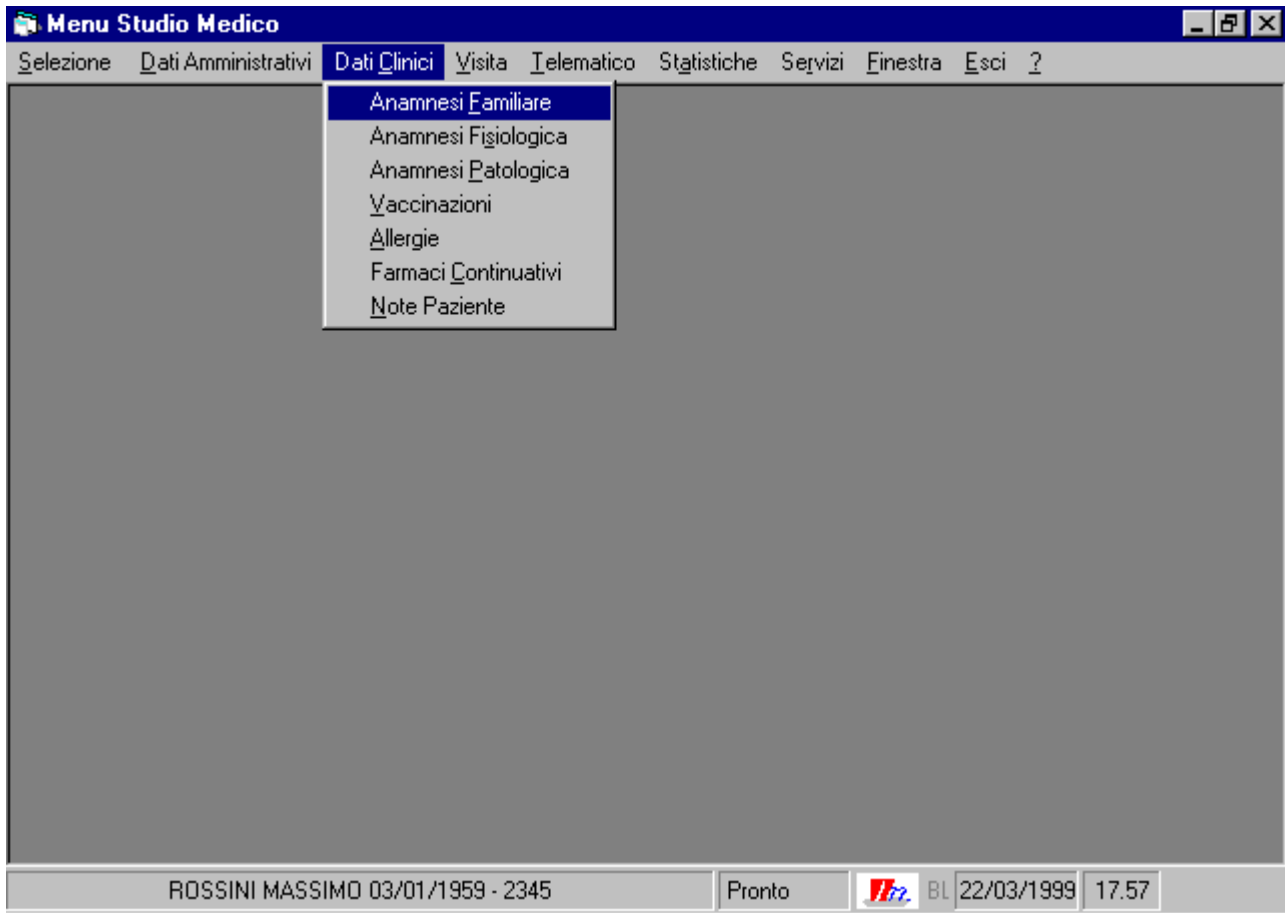 Menu Studio Medico
Selezione Dati Amministrativi Dati Clinici Visita Telematico Statistiche Servizi Finestra Esci ?
Anamnesi Familiare
Anamnesi Fisiologica
Anamnesi Patologica
Vaccinazioni
Allergie
Farmaci Continuativi
Note Paziente
ROSSINI MASSIMO 03/01/1959 - 2345 Pronto BL 22/03/1999 17.57